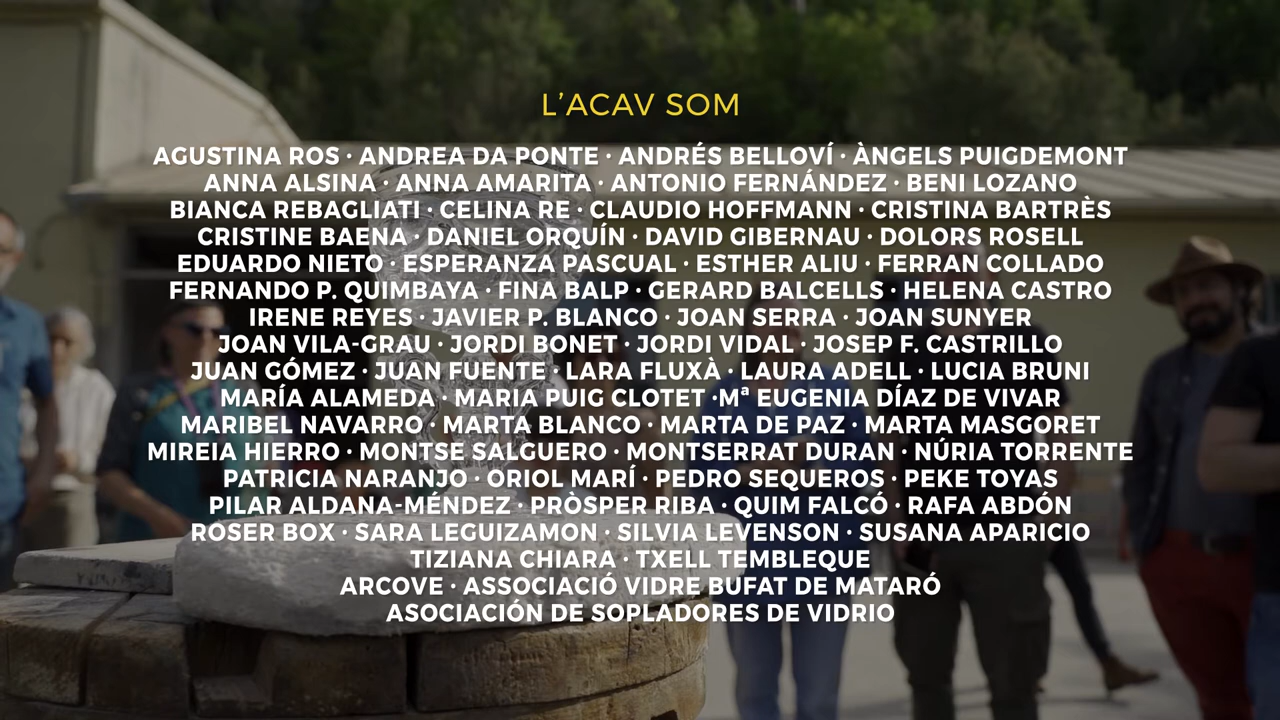 L'ACAV SOM
AGUSTINA ROS · ANDREA DA PONTE · ANDRÉS BELLOVÍ · ÀNGELS PUIGDEMONT
ANNA ALSINA · ANNA AMARITA · ANTONIO FERNÁNDEZ · BENI LOZANO
BIANCA REBAGLIATI · CELINA RE · CLAUDIO HOFFMANN · CRISTINA BARTRÈS
CRISTINE BAENA · DANIEL ORQUÍN · DAVID GIBERNAU · DOLORS ROSELL
EDUARDO NIETO · ESPERANZA PASCUAL · ESTHER ALIU · FERRAN COLLADO
FERNANDO P. QUIMBAYA · FINA BALP · GERARD BALCELLS · HELENA CASTRO
IRENE REYES · JAVIER P. BLANCO · JOAN SERRA · JOAN SUNYER
JOAN VILA-GRAU · JORDI BONET · JORDI VIDAL · JOSEP F. CASTRILLO
JUAN GÓMEZ · JUAN FUENTE · LARA FLUXÀ · LAURA ADELL · LUCIA BRUNI
MARÍA ALAMEDA · MARIA PUIG CLOTET ·Mª EUGENIA DÍAZ DE VIVAR
MARIBEL NAVARRO · MARTA BLANCO · MARTA DE PAZ · MARTA MASGORET
MIREIA HIERRO · MONTSE SALGUERO · MONTSERRAT DURAN · NÚRIA TORRENTE
PATRICIA NARANJO · ORIOL MARÍ · PEDRO SEQUEROS · PEKE TOYAS
PILAR ALDANA-MÉNDEZ · PRÒSPER RIBA · QUIM FALCÓ · RAFA ABDÓN
ROSER BOX · SARA LEGUIZAMON · SILVIA LEVENSON · SUSANA APARICIO
TIZIANA CHIARA · TXELL TEMBLEQUE
ARCOVE · ASSOCIACIÓ VIDRE BUFAT DE MATARÓ
ASOCIACIÓN DE SOPLADORES DE VIDRIO